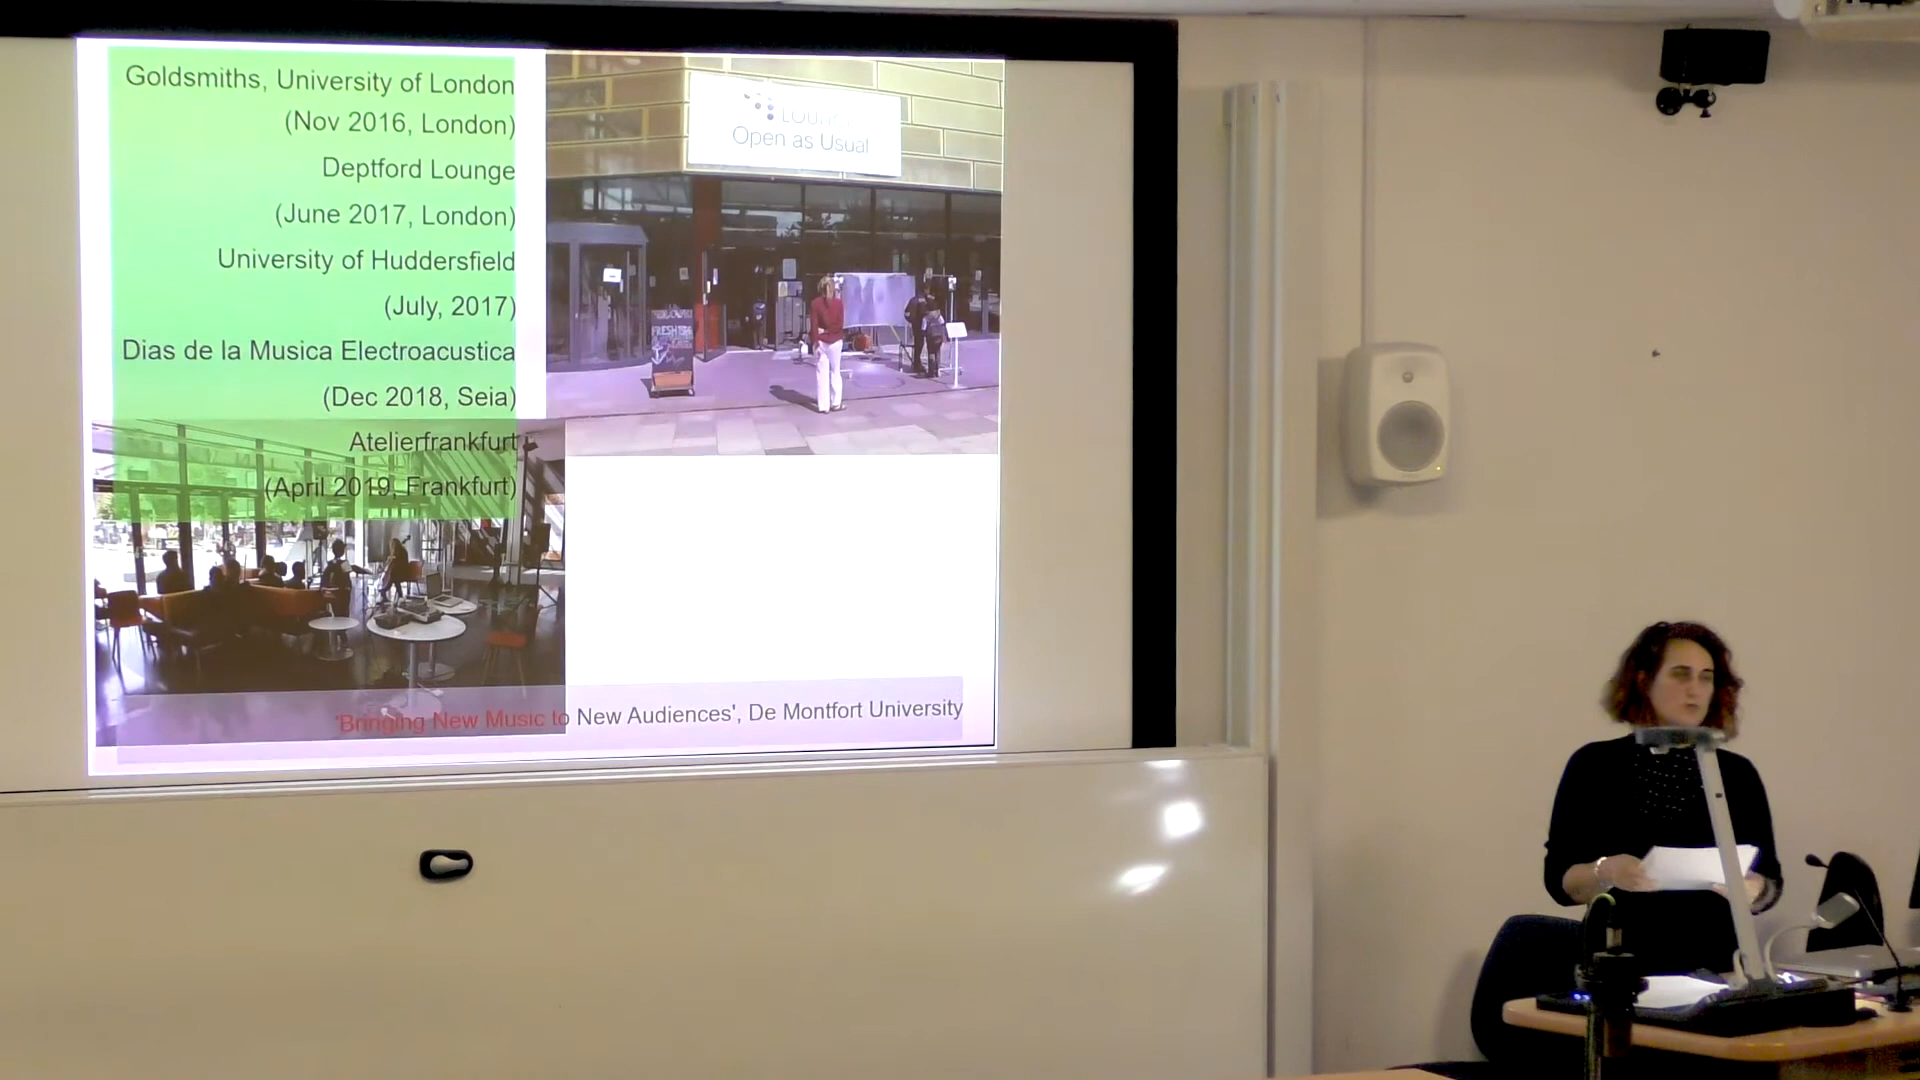 Goldsmiths, University of London
(Nov 2016, London)
Deptford Lounge
(June 2017, London)
University of Huddersfield
(July, 2017)
Dias de la Musica Electroacustica
(Dec 2018, Seia)
Atelierfrankfurt
(April 2019, Frankfurt)
Open as Usual
'Bringing New Music to New Audiences', De Montfort University